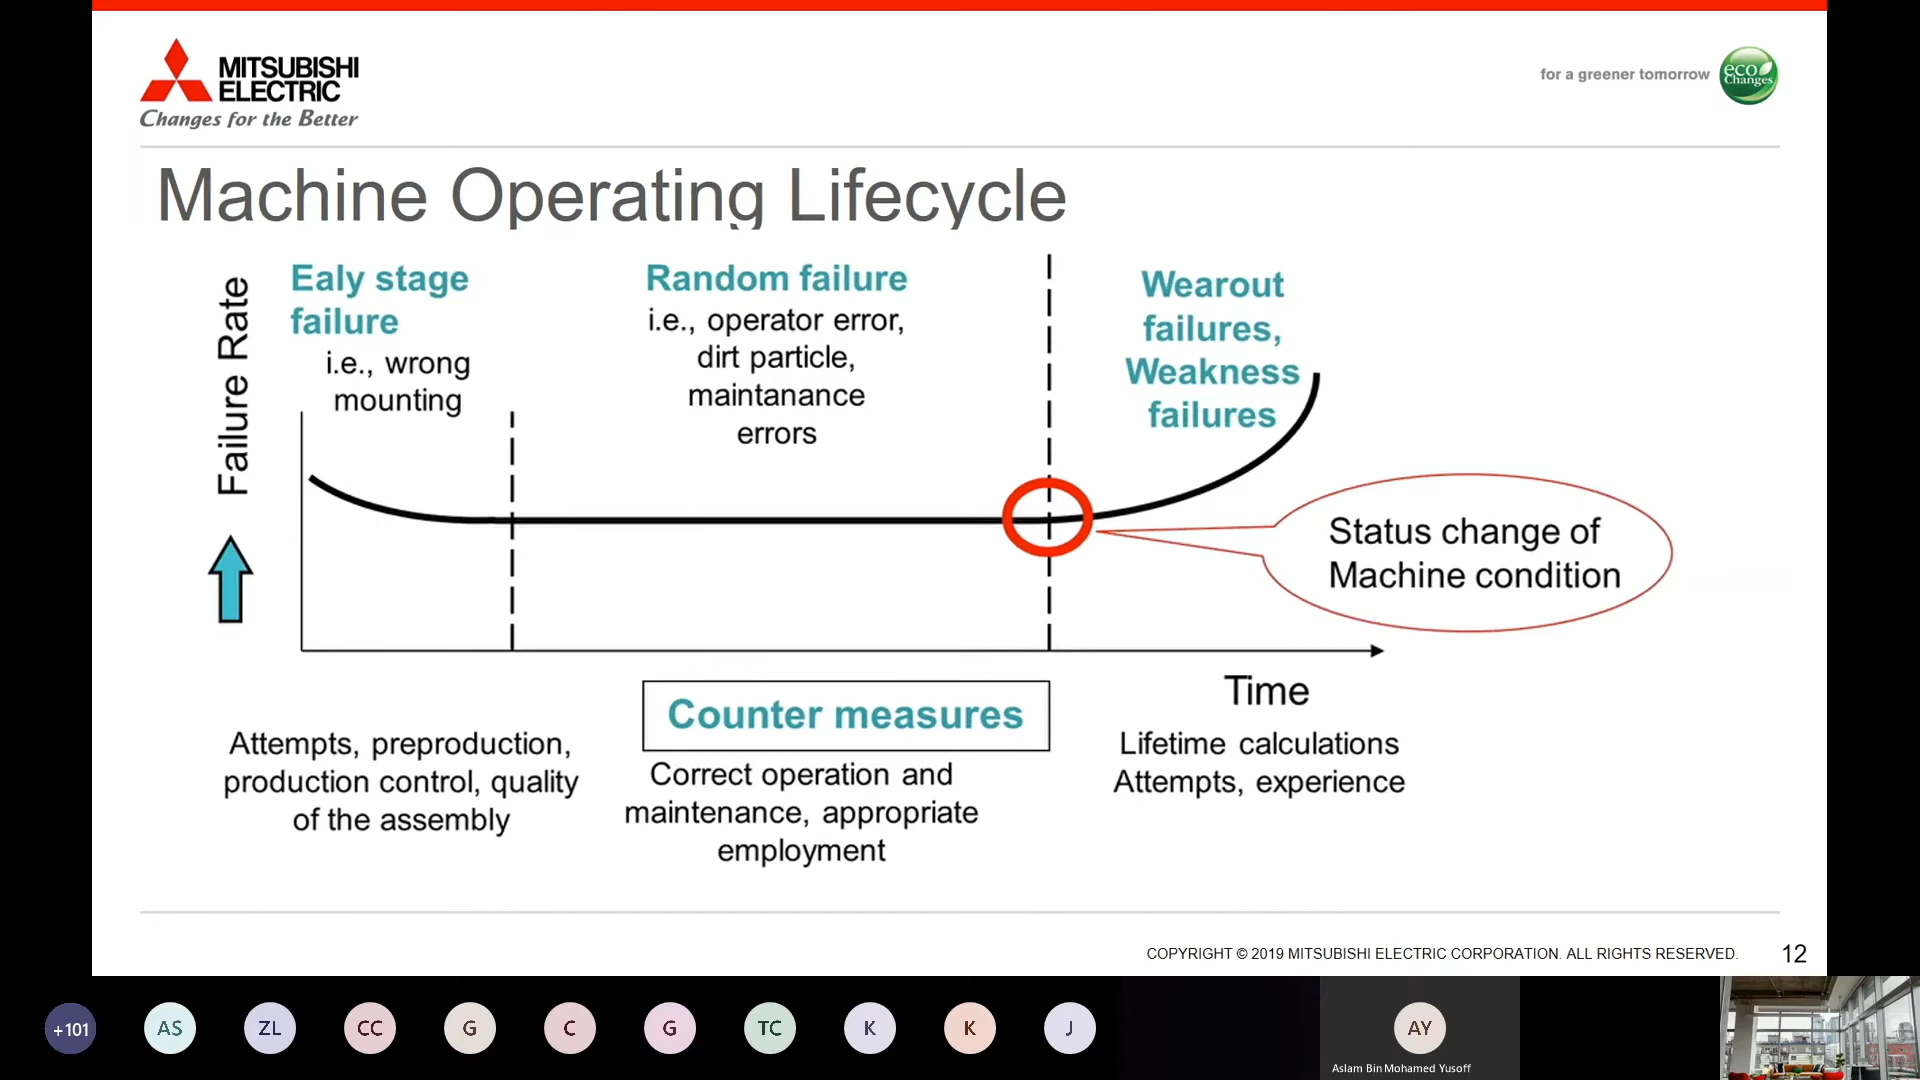 MITSUBISHI
ELECTRIC
Changes for the Better
for a greener tomorrow
eco
Changes
Machine Operating Lifecycle
Failure Rate
Ealy stage
failure
i.e., wrong
mounting
Random failure
i.e., operator error,
dirt particle,
maintanance
errors
Wearout
failures,
Weakness
failures
Status change of
Machine condition
Time
Counter measures
Attempts, preproduction,
production control, quality
of the assembly
Correct operation and
maintenance, appropriate
employment
Lifetime calculations
Attempts, experience
COPYRIGHT © 2019 MITSUBISHI ELECTRIC CORPORATION. ALL RIGHTS RESERVED.
12
+101
AS
ZL
CC
G
C
G
TC
K
K
J
AY
Aslam Bin Mohamed Yusoff